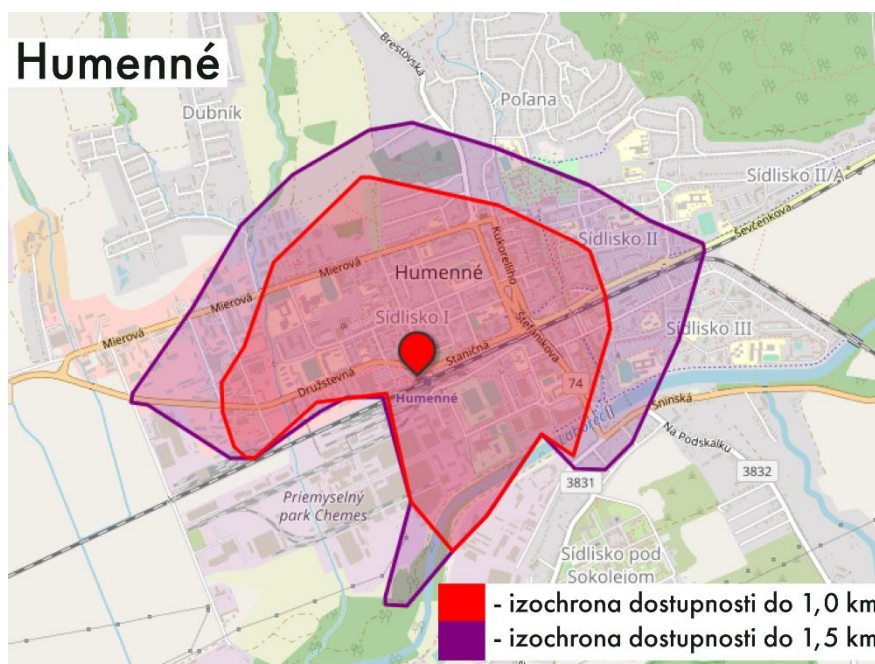 Humenné
Brestovská
Dubník
Poľana
Sídlisko II/A
Ševčenkova
Sídlisko II
Kukorelliho
Mierová
Humenné
Mierová
Sídlisko I
Štefánikova
Sídlisko III
Mierová
Staničná
Družstevná
Humenné
74
Sninská
Laborec
Na Podskalku
3831
3832
Priemyselný
park Chemes
Sídlisko pod
Sokolejom
- izochrona dostupnosti do 1,0 km
- izochrona dostupnosti do 1,5 km